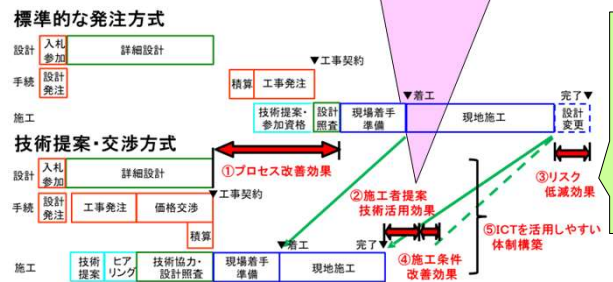 標準的な発注方式
設計
入札
参加
詳細設計
▼工事契約
手続
設計
発注
積算
工事発注
▼着工
完了▼
施工
技術提案・
参加資格
設計
照査
現場着手
準備
現地施工
設計
変更
技術提案・交渉方式
設計
入札
参加
詳細設計
①プロセス改善効果
③リスク
低減効果
▼工事契約
②施工者提案
技術活用効果
手続
設計
発注
工事発注
価格交渉
⑤ICTを活用しやすい
体制構築
積算
▼着工
完了▼
④施工条件
改善効果
施工
技術
提案
ヒア
リング
技術協力・
設計照査
現場着手
準備
現地施工